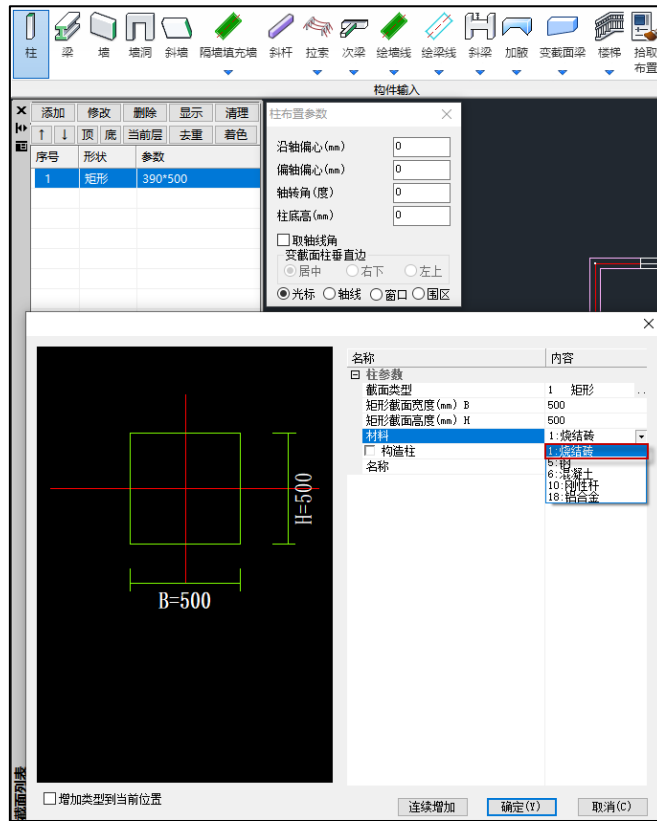 柱 梁 墙 墙洞 斜墙 隔墙填充墙 斜杆 拉索 次梁 绘墙线 绘梁线 斜梁 加腋 变截面梁 楼梯 拾取
布置
构件输入
添加 修改 删除 显示 清理
↑ ↓ 顶 底 当前层 去重 着色
序号 形状 参数
1 矩形 390*500
柱布置参数
沿轴偏心(mm) 0
偏轴偏心(mm) 0
轴转角(度) 0
柱底高(mm) 0
取轴线角
变截面柱垂直边
居中 右下 左上
光标 轴线 窗口 围区
名称 内容
柱参数
截面类型 1 矩形 ..
矩形截面宽度(mm) B 500
矩形截面高度(mm) H 500
材料 1:烧结砖
构造柱 1:烧结砖
名称 5:钢
6:混凝土
10:刚性杆
18:铝合金
H=500
B=500
截面列表
增加类型到当前位置
连续增加 确定(Y) 取消(C)